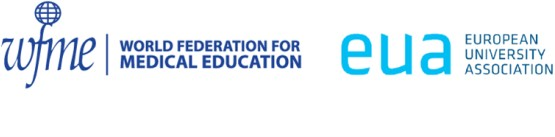 wfme
WORLD FEDERATION FOR
MEDICAL EDUCATION
eua
EUROPEAN
UNIVERSITY
ASSOCIATION